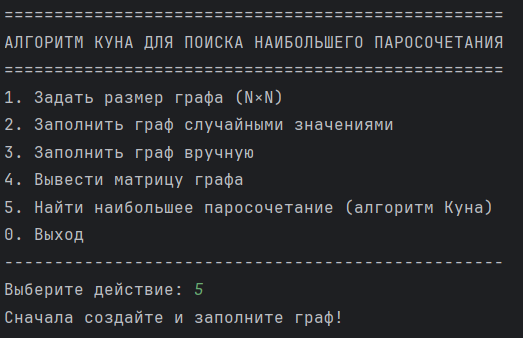 ==================================================
АЛГОРИТМ КУНА ДЛЯ ПОИСКА НАИБОЛЬШЕГО ПАРОСОЧЕТАНИЯ
==================================================
1. Задать размер графа (N×N)
2. Заполнить граф случайными значениями
3. Заполнить граф вручную
4. Вывести матрицу графа
5. Найти наибольшее паросочетание (алгоритм Куна)
0. Выход
--------------------------------------------------
Выберите действие: 5
Сначала создайте и заполните граф!